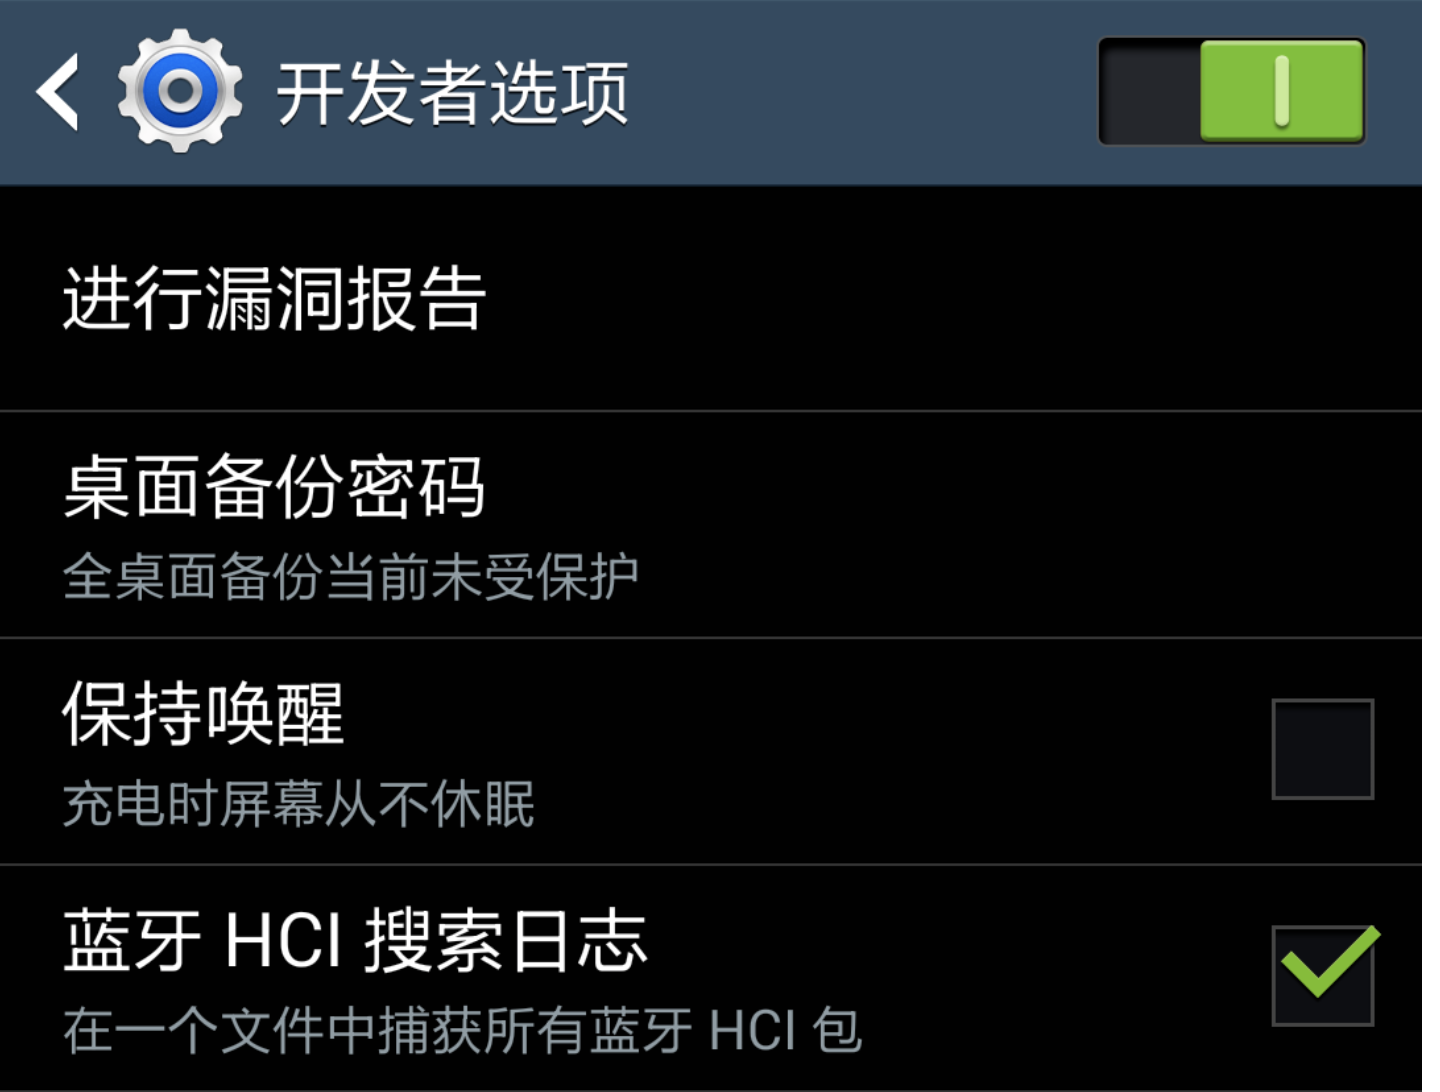 开发者选项
进行漏洞报告
桌面备份密码
全桌面备份当前未受保护
保持唤醒
充电时屏幕从不休眠
蓝牙 HCI 搜索日志
在一个文件中捕获所有蓝牙 HCI 包